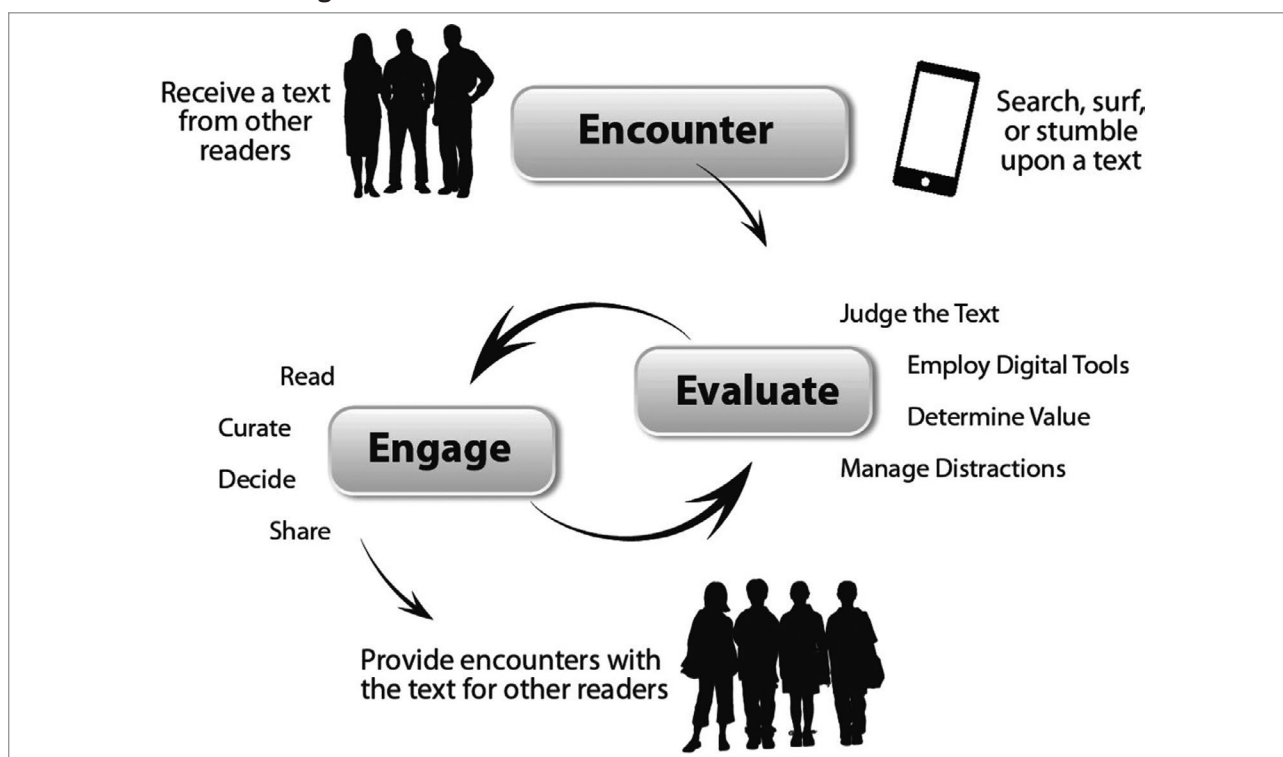 Receive a text
from other
readers
Encounter
Search, surf,
or stumble
upon a text
Judge the Text
Employ Digital Tools
Evaluate
Determine Value
Manage Distractions
Read
Curate
Engage
Decide
Share
Provide encounters with
the text for other readers